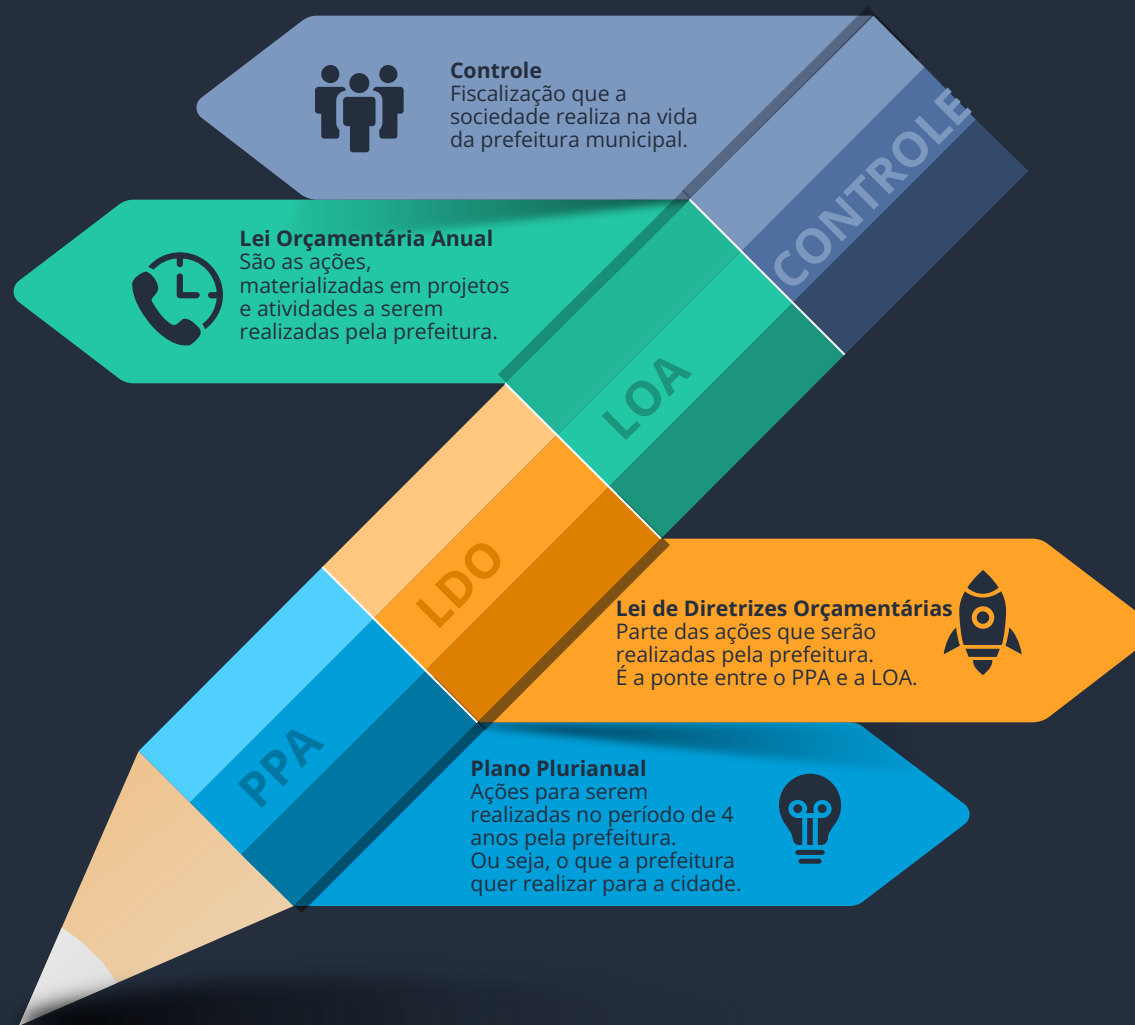 Controle
Fiscalização que a
sociedade realiza na vida
da prefeitura municipal.
CONTROLE
Lei Orçamentária Anual
São as ações,
materializadas em projetos
e atividades a serem
realizadas pela prefeitura.
LOA
LDO
Lei de Diretrizes Orçamentárias
Parte das ações que serão
realizadas pela prefeitura.
É a ponte entre o PPA e a LOA.
PPA
Plano Plurianual
Ações para serem
realizadas no período de 4
anos pela prefeitura.
Ou seja, o que a prefeitura
quer realizar para a cidade.